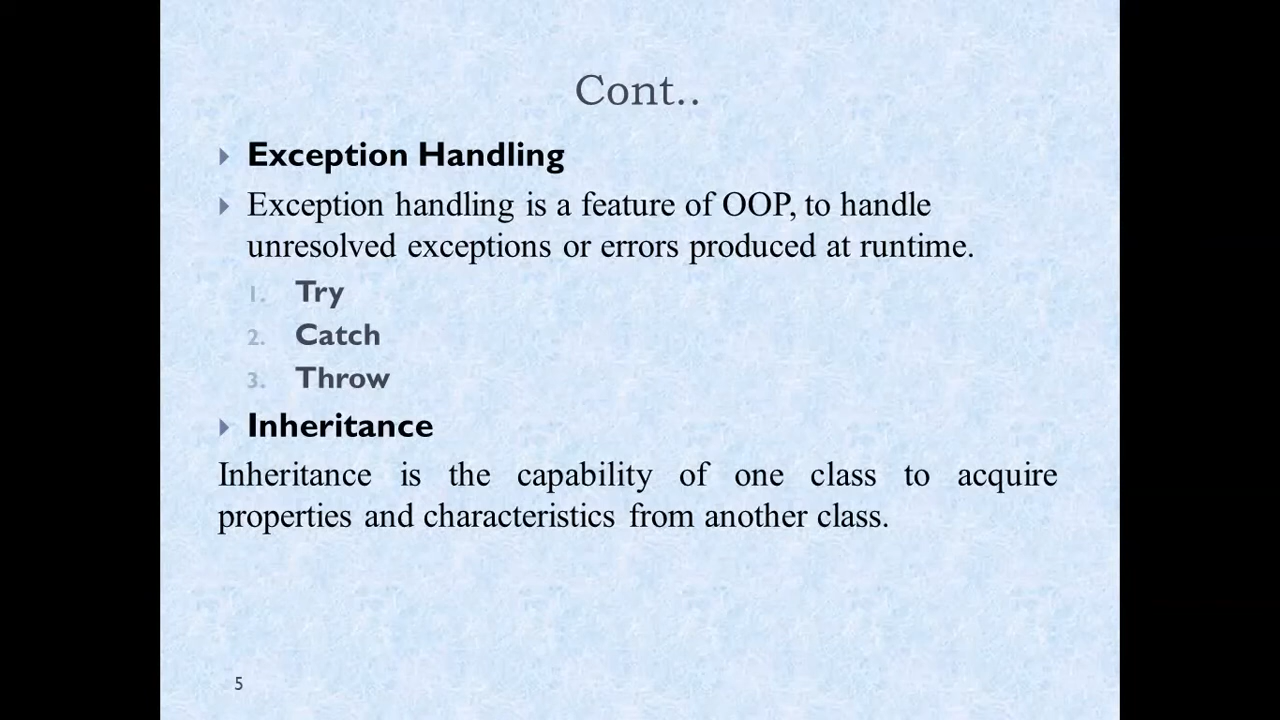 Cont..
Exception Handling
Exception handling is a feature of OOP, to handle
unresolved exceptions or errors produced at runtime.
1. Try
2. Catch
3. Throw
Inheritance
Inheritance is the capability of one class to acquire
properties and characteristics from another class.
5